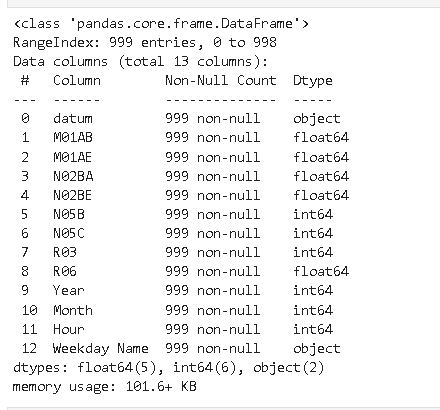 <class 'pandas.core.frame.DataFrame'>
RangeIndex: 999 entries, 0 to 998
Data columns (total 13 columns):
 #   Column        Non-Null Count  Dtype
---  ------        --------------  -----
 0   datum         999 non-null    object
 1   M01AB         999 non-null    float64
 2   M01AE         999 non-null    float64
 3   N02BA         999 non-null    float64
 4   N02BE         999 non-null    float64
 5   N05B          999 non-null    int64
 6   N05C          999 non-null    int64
 7   R03           999 non-null    int64
 8   R06           999 non-null    float64
 9   Year          999 non-null    int64
 10  Month         999 non-null    int64
 11  Hour          999 non-null    int64
 12  Weekday Name  999 non-null    object
dtypes: float64(5), int64(6), object(2)
memory usage: 101.6+ KB